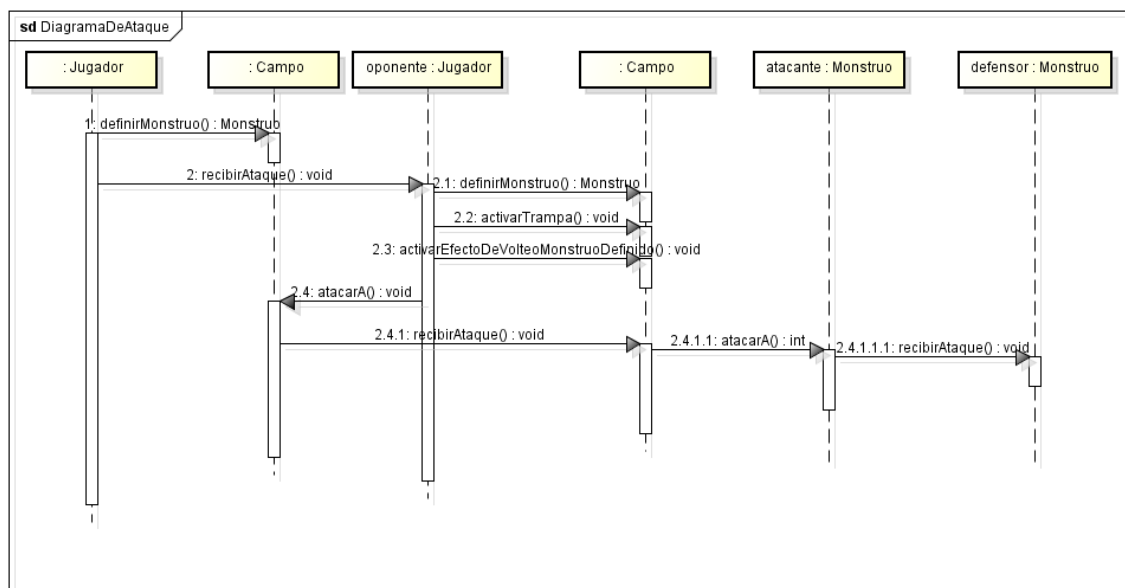 sd DiagramaDeAtaque
: Jugador
: Campo
oponente : Jugador
: Campo
atacante : Monstruo
defensor : Monstruo
1: definirMonstruo() : Monstruo
2: recibirAtaque() : void
2.1: definirMonstruo() : Monstruo
2.2: activarTrampa() : void
2.3: activarEfectoDeVolteoMonstruoDefinido() : void
2.4: atacarA() : void
2.4.1: recibirAtaque() : void
2.4.1.1: atacarA() : int
2.4.1.1.1: recibirAtaque() : void